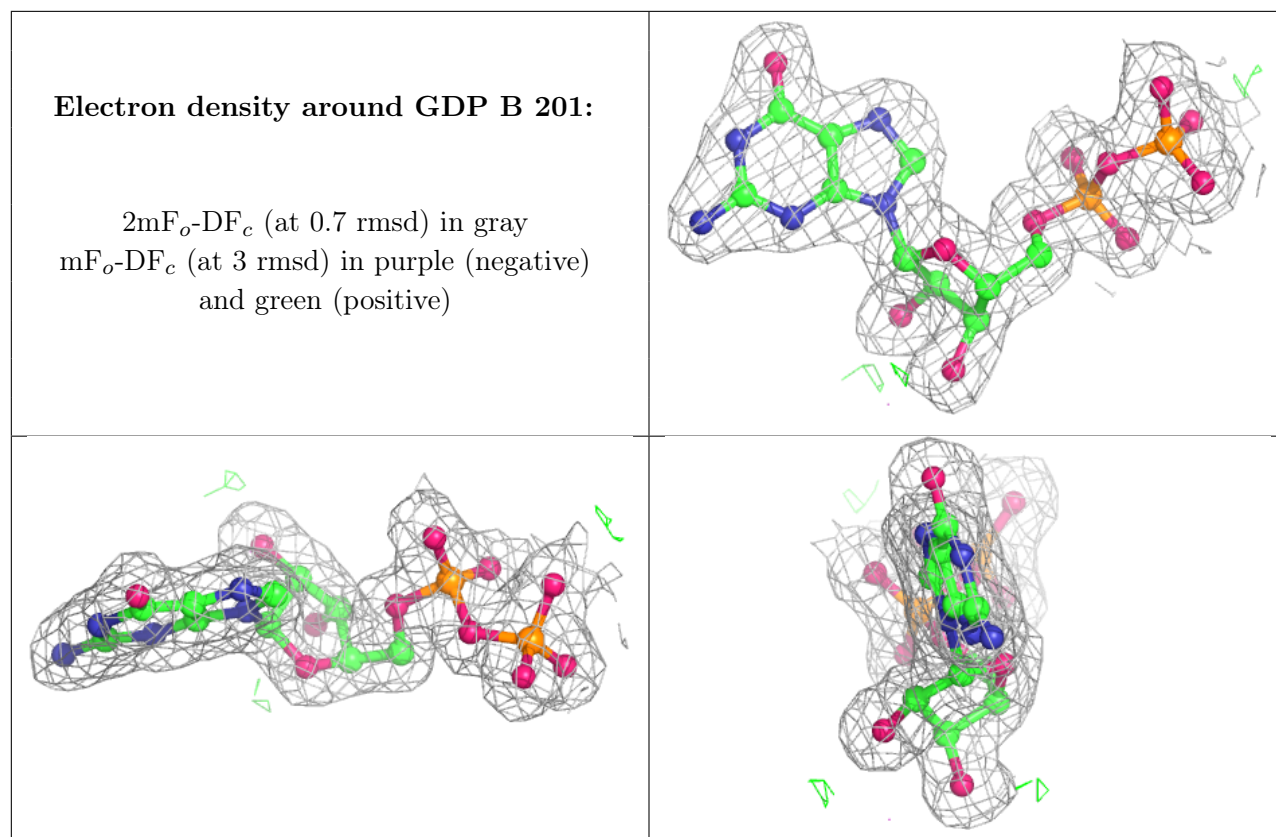 Electron density around GDP B 201:
2mFₒ-DF𝒸 (at 0.7 rmsd) in gray
mFₒ-DF𝒸 (at 3 rmsd) in purple (negative)
and green (positive)